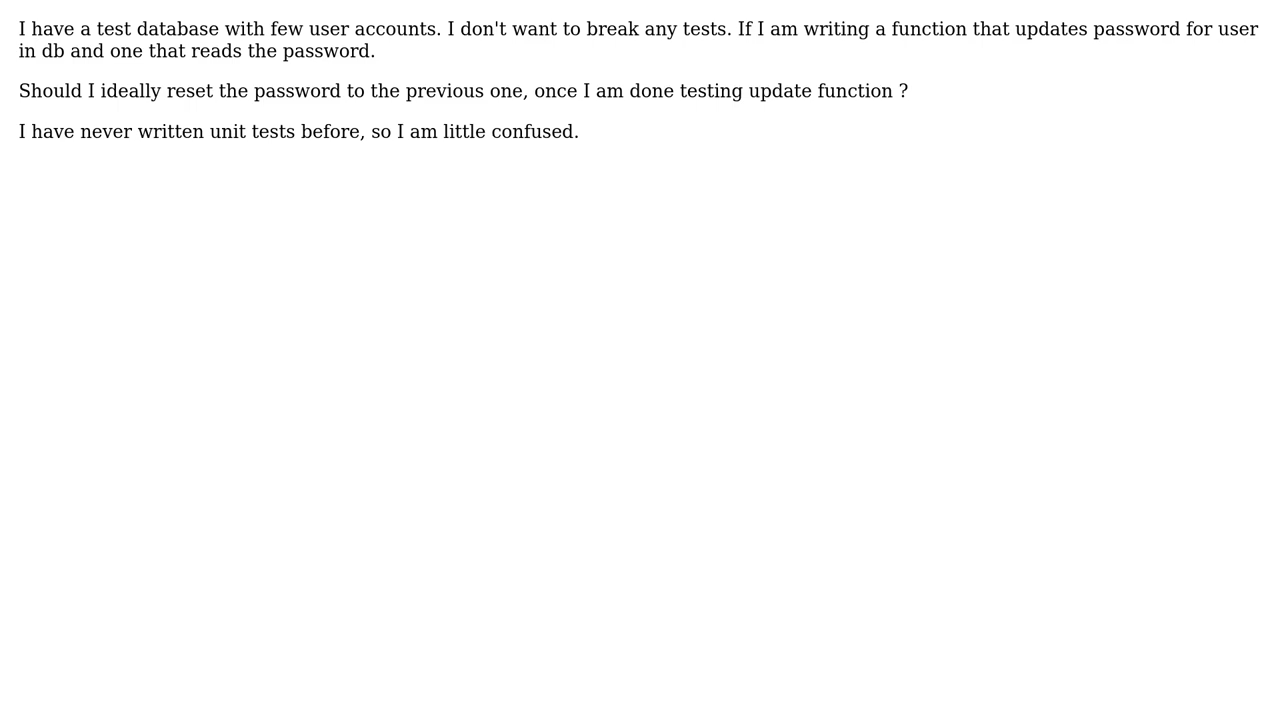 I have a test database with few user accounts. I don't want to break any tests. If I am writing a function that updates password for user
in db and one that reads the password.
Should I ideally reset the password to the previous one, once I am done testing update function ?
I have never written unit tests before, so I am little confused.